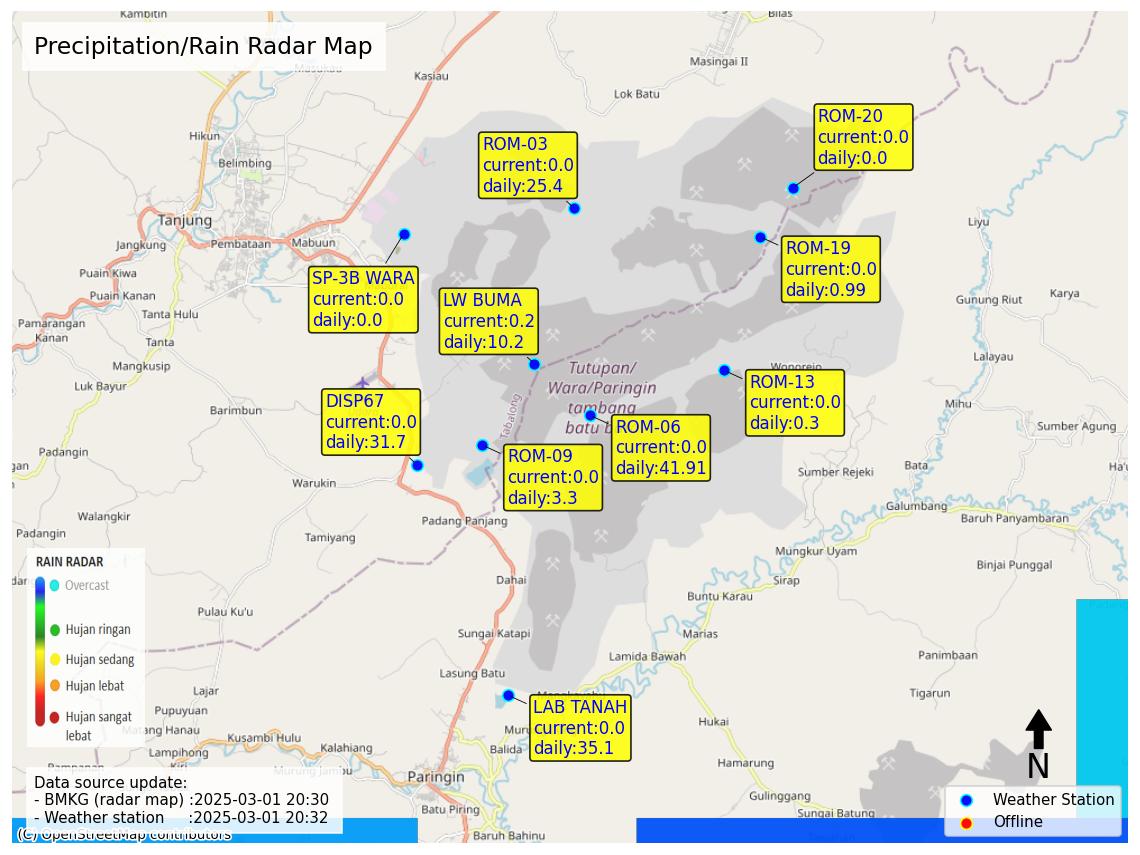 Kambitin
Bilas
Precipitation/Rain Radar Map
Masingai II
Masukau
Kasiau
Lok Batu
ROM-20
current:0.0
daily:0.0
Hikun
ROM-03
current:0.0
daily:25.4
Belimbing
Tanjung
Liyu
Jangkung
Pembataan
Mabuun
ROM-19
current:0.0
daily:0.99
Puain Kiwa
SP-3B WARA
current:0.0
daily:0.0
Puain Kanan
LW BUMA
current:0.2
daily:10.2
Gunung Riut
Karya
Tanta Hulu
Pamarangan
Kanan
Tanta
Lalayau
Mangkusip
Tutupan/
Wara/Paringin
tambang
Wonorejo
Luk Bayur
ROM-13
current:0.0
daily:0.3
DISP67
current:0.0
daily:31.7
Barimbun
Tabalong
Mihu
ROM-06
current:0.0
daily:41.91
Sumber Agung
Padangin
ROM-09
current:0.0
daily:3.3
Bata
Sumber Rejeki
Warukin
Galumbang
Walangkir
Padang Panjang
Baruh Panyambaran
Padangin
Tamiyang
Mungkur Uyam
RAIN RADAR
Overcast
Hujan ringan
Hujan sedang
Hujan lebat
Hujan sangat
lebat
Binjai Punggal
Dahai
Sirap
Buntu Karau
Pulau Ku'u
Sungai Katapi
Marias
Lamida Bawah
Panimbaan
Lasung Batu
Lajar
Tigarun
Pupuyuan
LAB TANAH
current:0.0
daily:35.1
Hukai
Matang Hanau
Kusambi Hulu
Kalahiang
Balida
Lampihong
Hamarung
N
Murung Jambu
Paringin
Data source update:
- BMKG (radar map) :2025-03-01 20:30
- Weather station :2025-03-01 20:32
Gulinggang
Batu Piring
Sungai Batung
Weather Station
Offline
(C) OpenStreetMap contributors
Baruh Bahinu